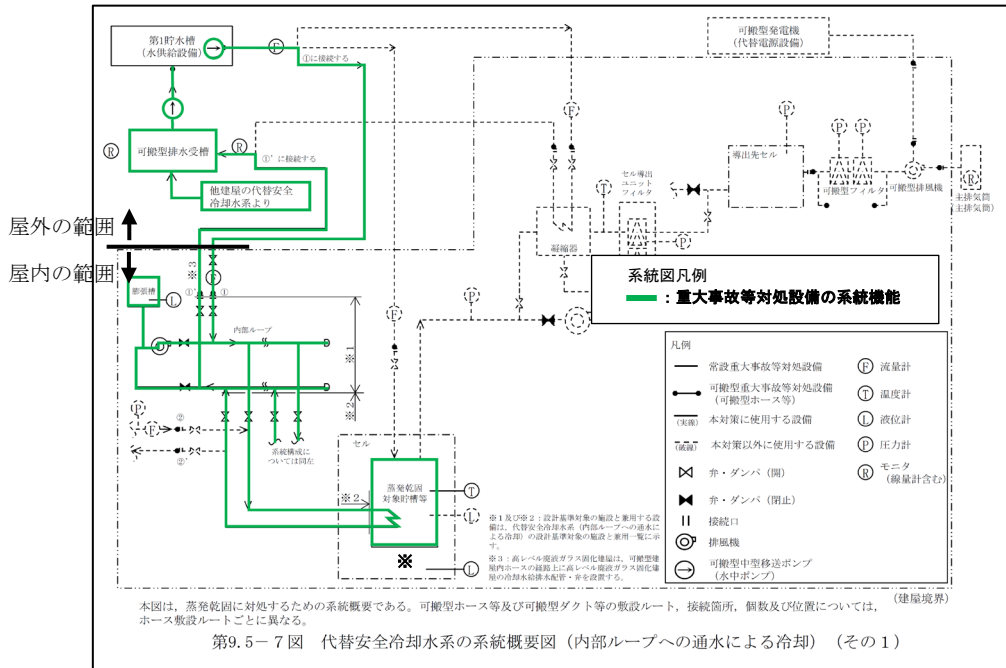 第1貯水槽
(水供給設備)
F
①に接続する
可搬型発電機
(代替電源設備)
可搬型排水受槽
R
R
①'に接続する
他建屋の代替安全
冷却水系より
屋外の範囲
屋内の範囲
※3
F
①'
①
膨張槽
L
内部ループ
※1
※2
P
F
②
②'
系統構成に
ついては同左
F
P
F
凝縮器
T
セル導出
ユニット
フィルタ
P
導出先セル
P
P
P
可搬型フィルタ
可搬型排風機
P
R
主排気筒
(主排気筒)
セル
蒸発乾固
対象貯槽等
※2
T
L
L
※
系統図凡例
:重大事故等対処設備の系統機能
凡例
常設重大事故等対処設備
可搬型重大事故等対処設備
(可搬型ホース等)
(実線) 本対策に使用する設備
(破線) 本対策以外に使用する設備
弁・ダンパ(開)
弁・ダンパ(閉止)
接続口
排風機
可搬型中型移送ポンプ
(水中ポンプ)
F 流量計
T 温度計
L 液位計
P 圧力計
R モニタ
(線量計含む)
※1及び※2:設計基準対象の施設と兼用する設
備は,代替安全冷却水系(内部ループへの通水に
よる冷却)の設計基準対象の施設と兼用一覧に示
す。
※3:高レベル廃液ガラス固化建屋は,可搬型建
屋内ホースの経路上に高レベル廃液ガラス固化建
屋の冷却水給排水配管・弁を設置する。
(建屋境界)
本図は,蒸発乾固に対処するための系統概要である。可搬型ホース等及び可搬型ダクト等の敷設ルート,接続箇所,個数及び位置については,
ホース敷設ルートごとに異なる。
第9.5-7図 代替安全冷却水系の系統概要図(内部ループへの通水による冷却)(その1)